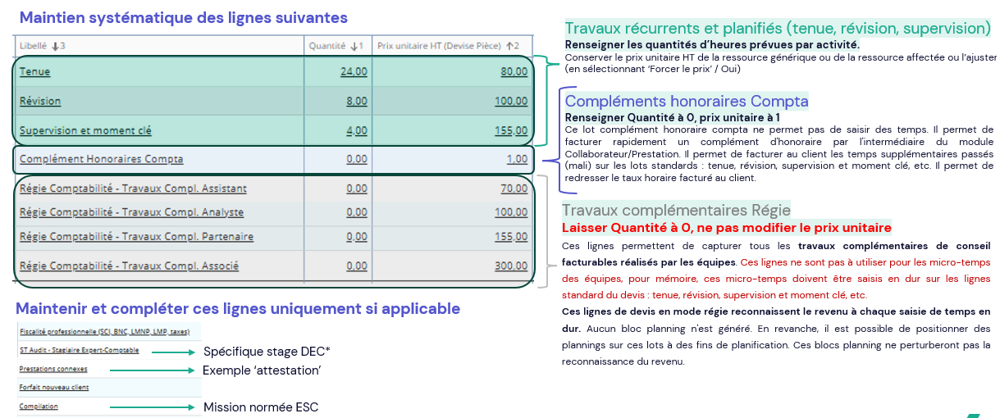 Maintien systématique des lignes suivantes
Libellé ↓3 Quantité ↓1 Prix unitaire HT (Devise Pièce) ↑2
Tenue 24,00 80,00
Révision 8,00 100,00
Supervision et moment clé 4,00 155,00
Complément Honoraires Compta 0,00 1,00
Régie Comptabilité - Travaux Compl. Assistant 0,00 70,00
Régie Comptabilité - Travaux Compl. Analyste 0,00 100,00
Régie Comptabilité - Travaux Compl. Partenaire 0,00 155,00
Régie Comptabilité - Travaux Compl. Associé 0,00 300,00
Maintenir et compléter ces lignes uniquement si applicable
Fiscalité professionnelle (SCI, BNC, LMNP, LMP, taxes)
ST Audit - Stagiaire Expert-Comptable Spécifique stage DEC*
Prestations connexes Exemple ‘attestation’
Forfait nouveau client
Compilation Mission normée ESC
Travaux récurrents et planifiés (tenue, révision, supervision)
Renseigner les quantités d’heures prévues par activité.
Conserver le prix unitaire HT de la ressource générique ou de la ressource affectée ou l’ajuster
(en sélectionnant ‘Forcer le prix’ / Oui)
Compléments honoraires Compta
Renseigner Quantité à 0, prix unitaire à 1
Ce lot complément honoraire compta ne permet pas de saisir des temps. Il permet de
facturer rapidement un complément d'honoraire par l'intermédiaire du module
Collaborateur/Prestation. Il permet de facturer au client les temps supplémentaires passés
(mali) sur les lots standards : tenue, révision, supervision et moment clé, etc. Il permet de
redresser le taux horaire facturé au client.
Travaux complémentaires Régie
Laisser Quantité à 0, ne pas modifier le prix unitaire
Ces lignes permettent de capturer tous les travaux complémentaires de conseil
facturables réalisés par les équipes. Ces lignes ne sont pas à utiliser pour les micro-temps
des équipes, pour mémoire, ces micro-temps doivent être saisis en dur sur les lignes
standard du devis : tenue, révision, supervision et moment clé, etc.
Ces lignes de devis en mode régie reconnaissent le revenu à chaque saisie de temps en
dur. Aucun bloc planning n'est généré. En revanche, il est possible de positionner des
plannings sur ces lots à des fins de planification. Ces blocs planning ne perturberont pas la
reconnaissance du revenu.